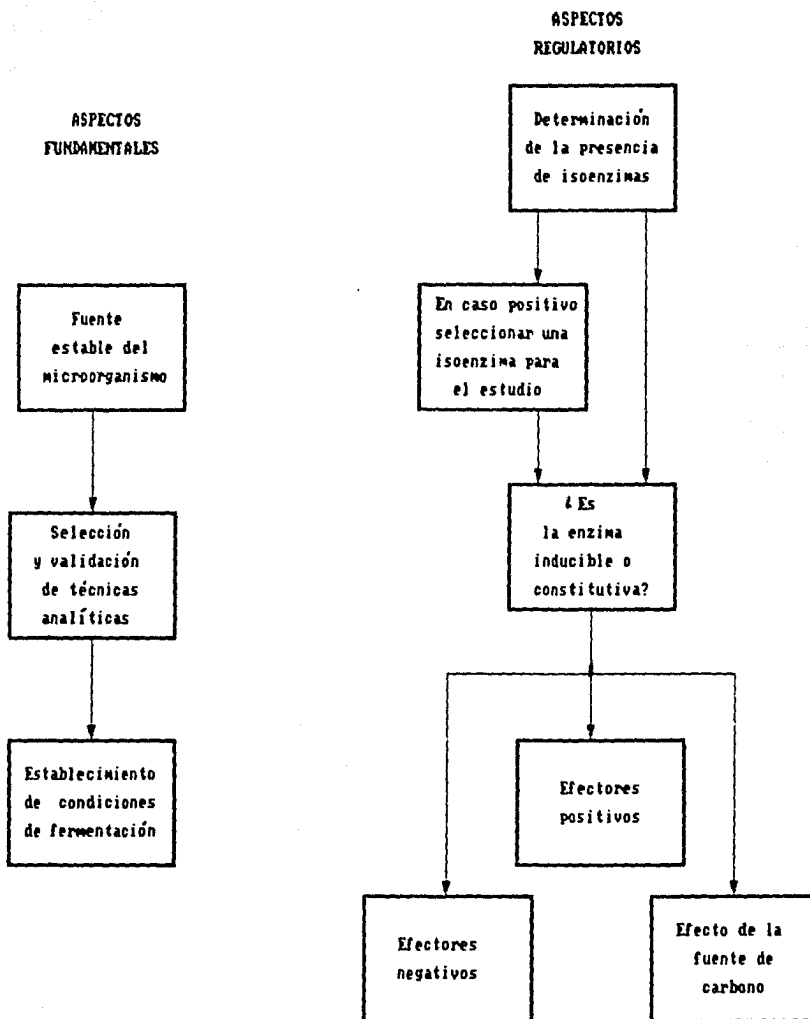 ASPECTOS
FUNDAMENTALES
Fuente
estable del
microorganismo
Selección
y validación
de técnicas
analíticas
Establecimiento
de condiciones
de fermentación
ASPECTOS
REGULATORIOS
Determinación
de la presencia
de isoenzimas
En caso positivo
seleccionar una
isoenzima para
el estudio
¿Es
la enzima
inducible o
constitutiva?
Efectores
positivos
Efectores
negativos
Efecto de la
fuente de
carbono